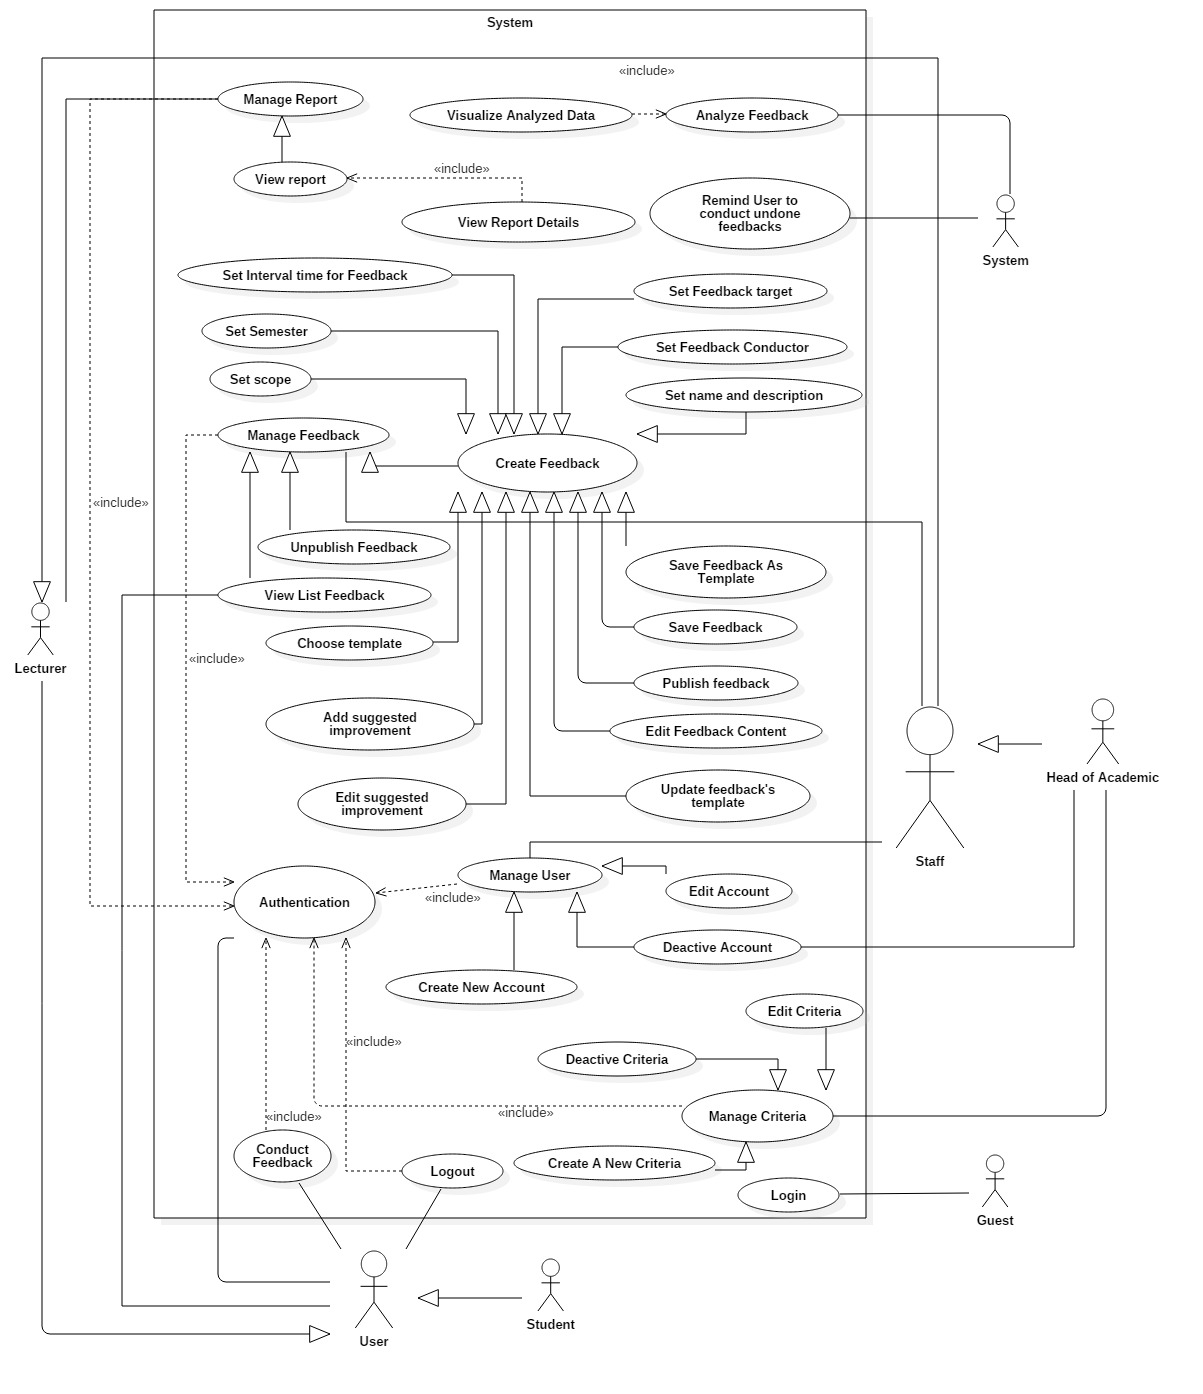 System
«include»
Manage Report
Visualize Analyzed Data
Analyze Feedback
«include»
View report
View Report Details
Remind User to
conduct undone
feedbacks
System
Set Interval time for Feedback
Set Feedback target
Set Semester
Set Feedback Conductor
Set scope
Set name and description
Manage Feedback
Create Feedback
«include»
Unpublish Feedback
Save Feedback As
Template
View List Feedback
Save Feedback
Choose template
«include»
Lecturer
Publish feedback
Add suggested
improvement
Edit Feedback Content
Head of Academic
Edit suggested
improvement
Update feedback's
template
Staff
Manage User
Edit Account
«include»
Authentication
Deactive Account
Create New Account
Edit Criteria
«include»
Deactive Criteria
«include»
«include»
Manage Criteria
Conduct
Feedback
Logout
Create A New Criteria
Login
Guest
Student
User